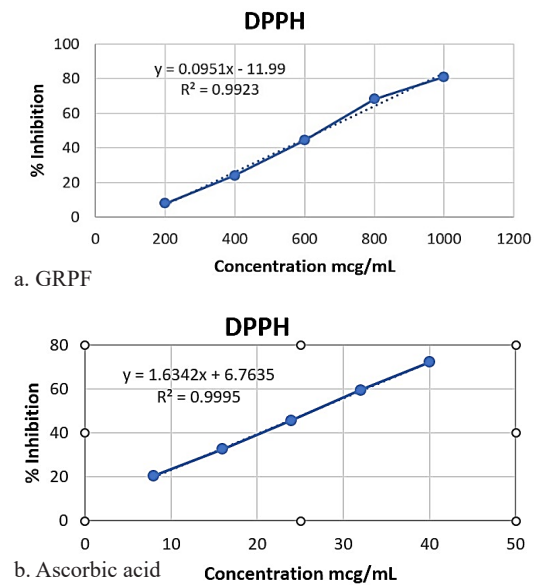 DPPH
100
80
60
40
20
0
y = 0.0951x - 11.99
R² = 0.9923
% Inhibition
0 200 400 600 800 1000 1200
Concentration mcg/mL
a. GRPF
DPPH
80
60
40
20
0
y = 1.6342x + 6.7635
R² = 0.9995
% Inhibition
0 10 20 30 40 50
b. Ascorbic acid
Concentration mcg/mL